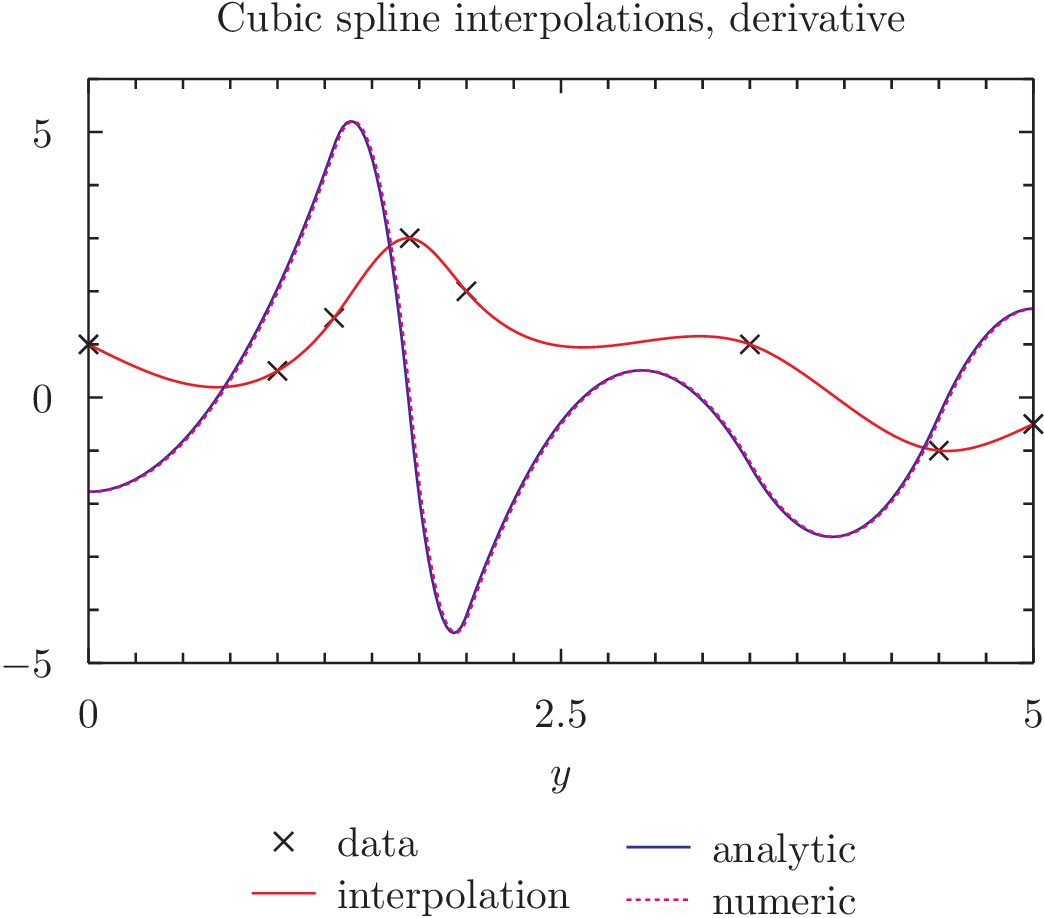 Cubic spline interpolations, derivative
5
0
−5
0 2.5 5
y
data analytic
interpolation numeric